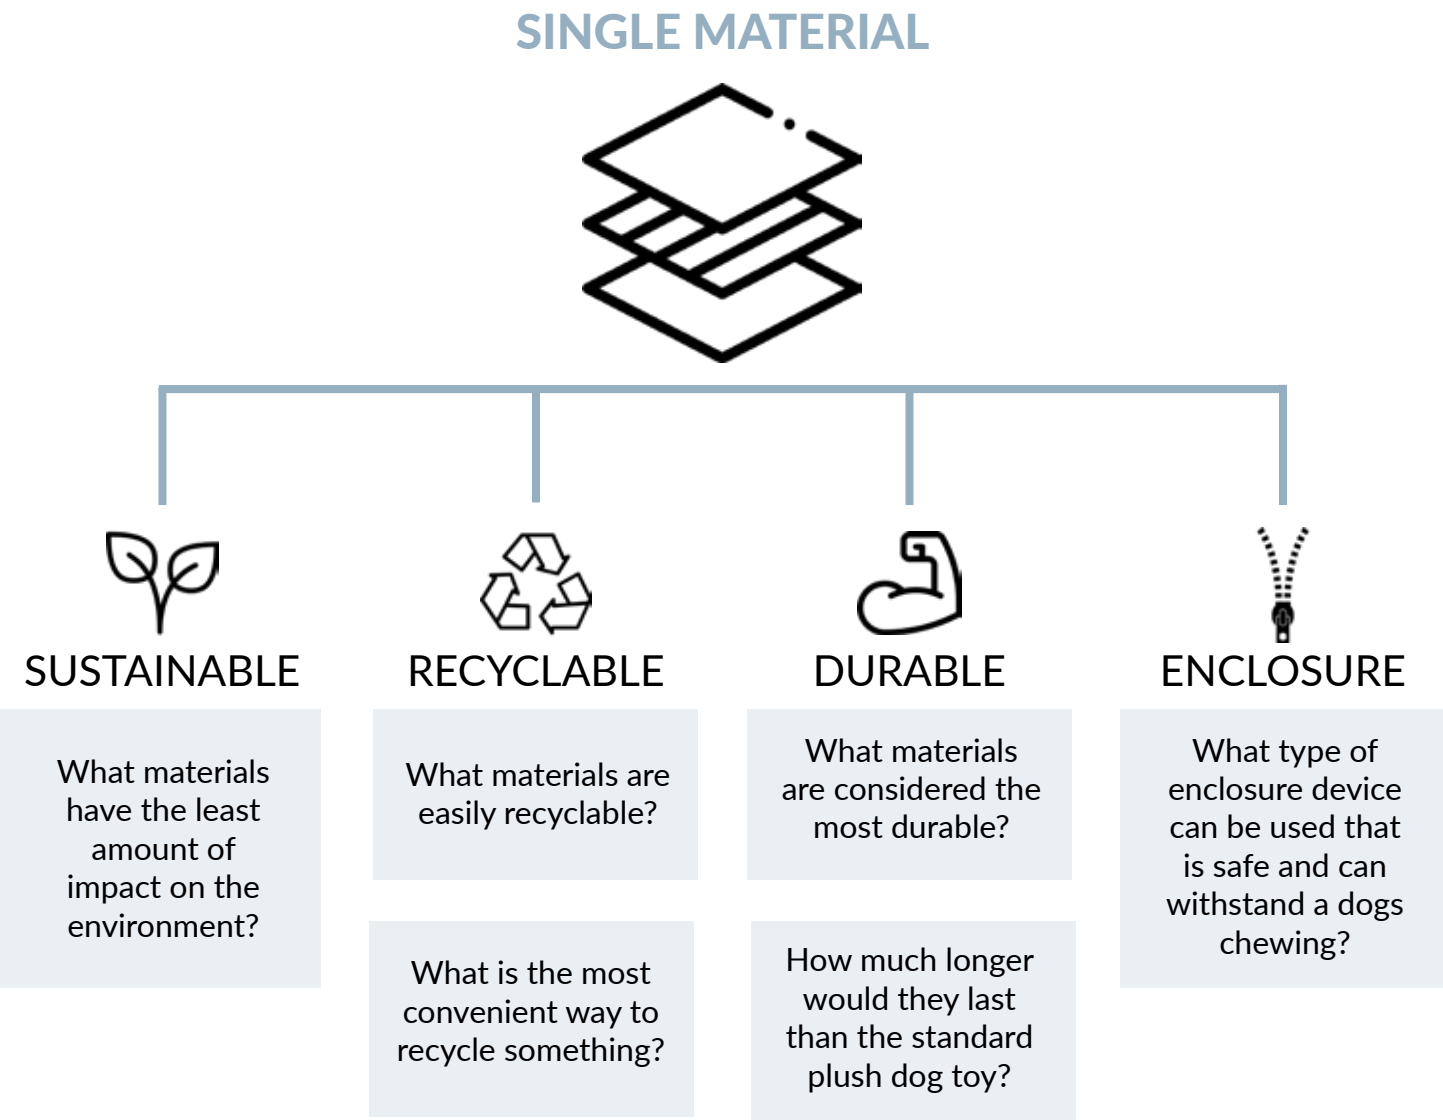 SINGLE MATERIAL
SUSTAINABLE
What materials
have the least
amount of
impact on the
environment?
RECYCLABLE
What materials are
easily recyclable?
What is the most
convenient way to
recycle something?
DURABLE
What materials
are considered the
most durable?
How much longer
would they last
than the standard
plush dog toy?
ENCLOSURE
What type of
enclosure device
can be used that
is safe and can
withstand a dogs
chewing?